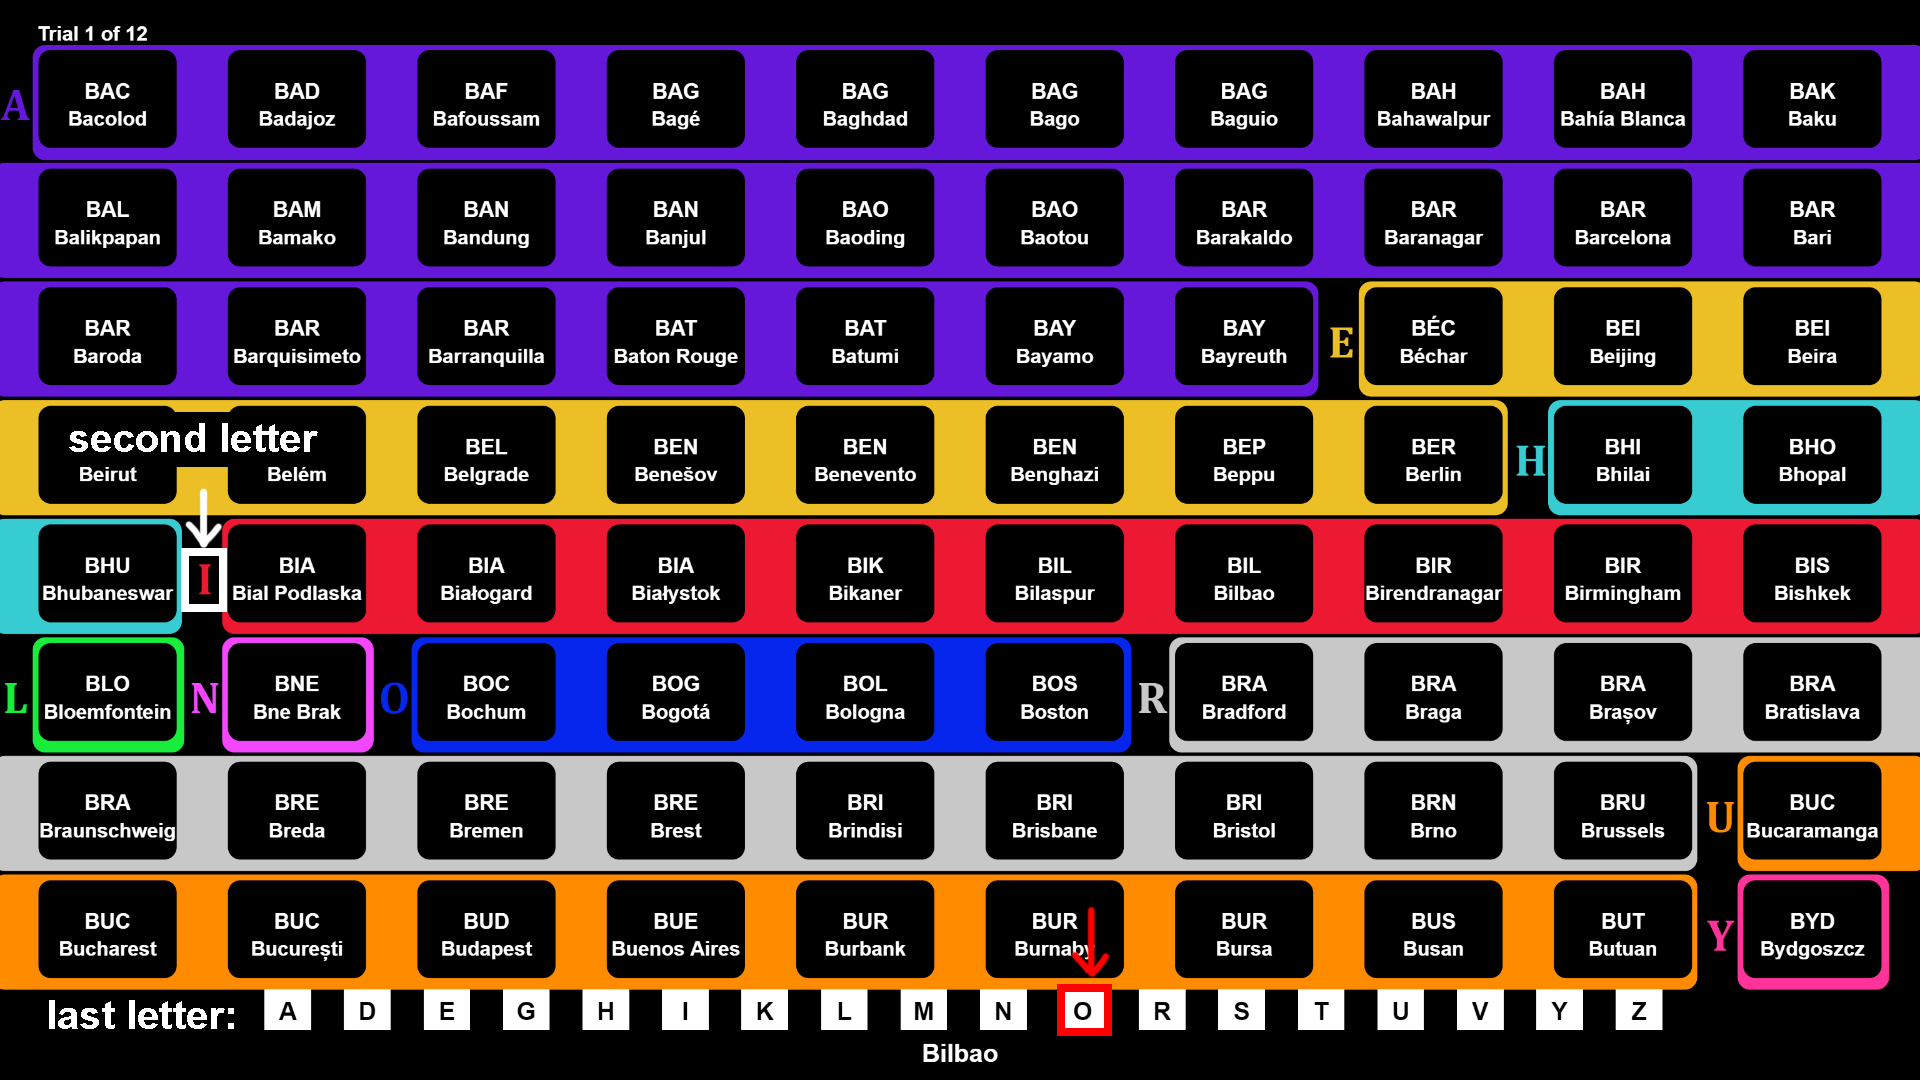 Trial 1 of 12
A
BAC BAD BAF BAG BAG BAG BAG BAH BAH BAK
Bacolod Badajoz Bafoussam Bagé Baghdad Bago Baguio Bahawalpur Bahía Blanca Baku
BAL BAM BAN BAN BAO BAO BAR BAR BAR BAR
Balikpapan Bamako Bandung Banjul Baoding Baotou Barakaldo Baranagar Barcelona Bari
BAR BAR BAR BAT BAT BAY BAY E BÉC BEI BEI
Baroda Barquisimeto Barranquilla Baton Rouge Batumi Bayamo Bayreuth Béchar Beijing Beira
second letter
BEL BEN BEN BEN BEP BER H BHI BHO
Beirut Belém Belgrade Benešov Benevento Benghazi Beppu Berlin Bhilai Bhopal
BHU I BIA BIA BIA BIK BIL BIL BIR BIR BIS
Bhubaneswar Bial Podlaska Białogard Białystok Bikaner Bilaspur Bilbao Birendranagar Birmingham Bishkek
L BLO N BNE O BOC BOG BOL BOS R BRA BRA BRA BRA
Bloemfontein Bne Brak Bochum Bogotá Bologna Boston Bradford Braga Brașov Bratislava
BRA BRE BRE BRE BRI BRI BRI BRN BRU U BUC
Braunschweig Breda Bremen Brest Brindisi Brisbane Bristol Brno Brussels Bucaramanga
BUC BUC BUD BUE BUR BUR BUR BUS BUT Y BYD
Bucharest București Budapest Buenos Aires Burbank Burnaby Bursa Busan Butuan Bydgoszcz
last letter: A D E G H I K L M N O R S T U V Y Z
Bilbao